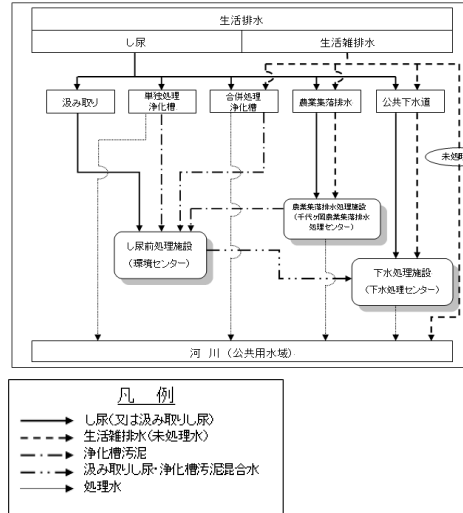 生活排水
し尿
生活雑排水
汲み取り
単独処理
浄化槽
合併処理
浄化槽
農業集落排水
公共下水道
未処理
農業集落排水処理施設
(千代ヶ岡農業集落排水
処理センター)
し尿前処理施設
(環境センター)
下水処理施設
(下水処理センター)
河 川 (公共用水域)
凡 例
し尿(又は汲み取りし尿)
生活雑排水(未処理水)
浄化槽汚泥
汲み取りし尿・浄化槽汚泥混合水
処理水